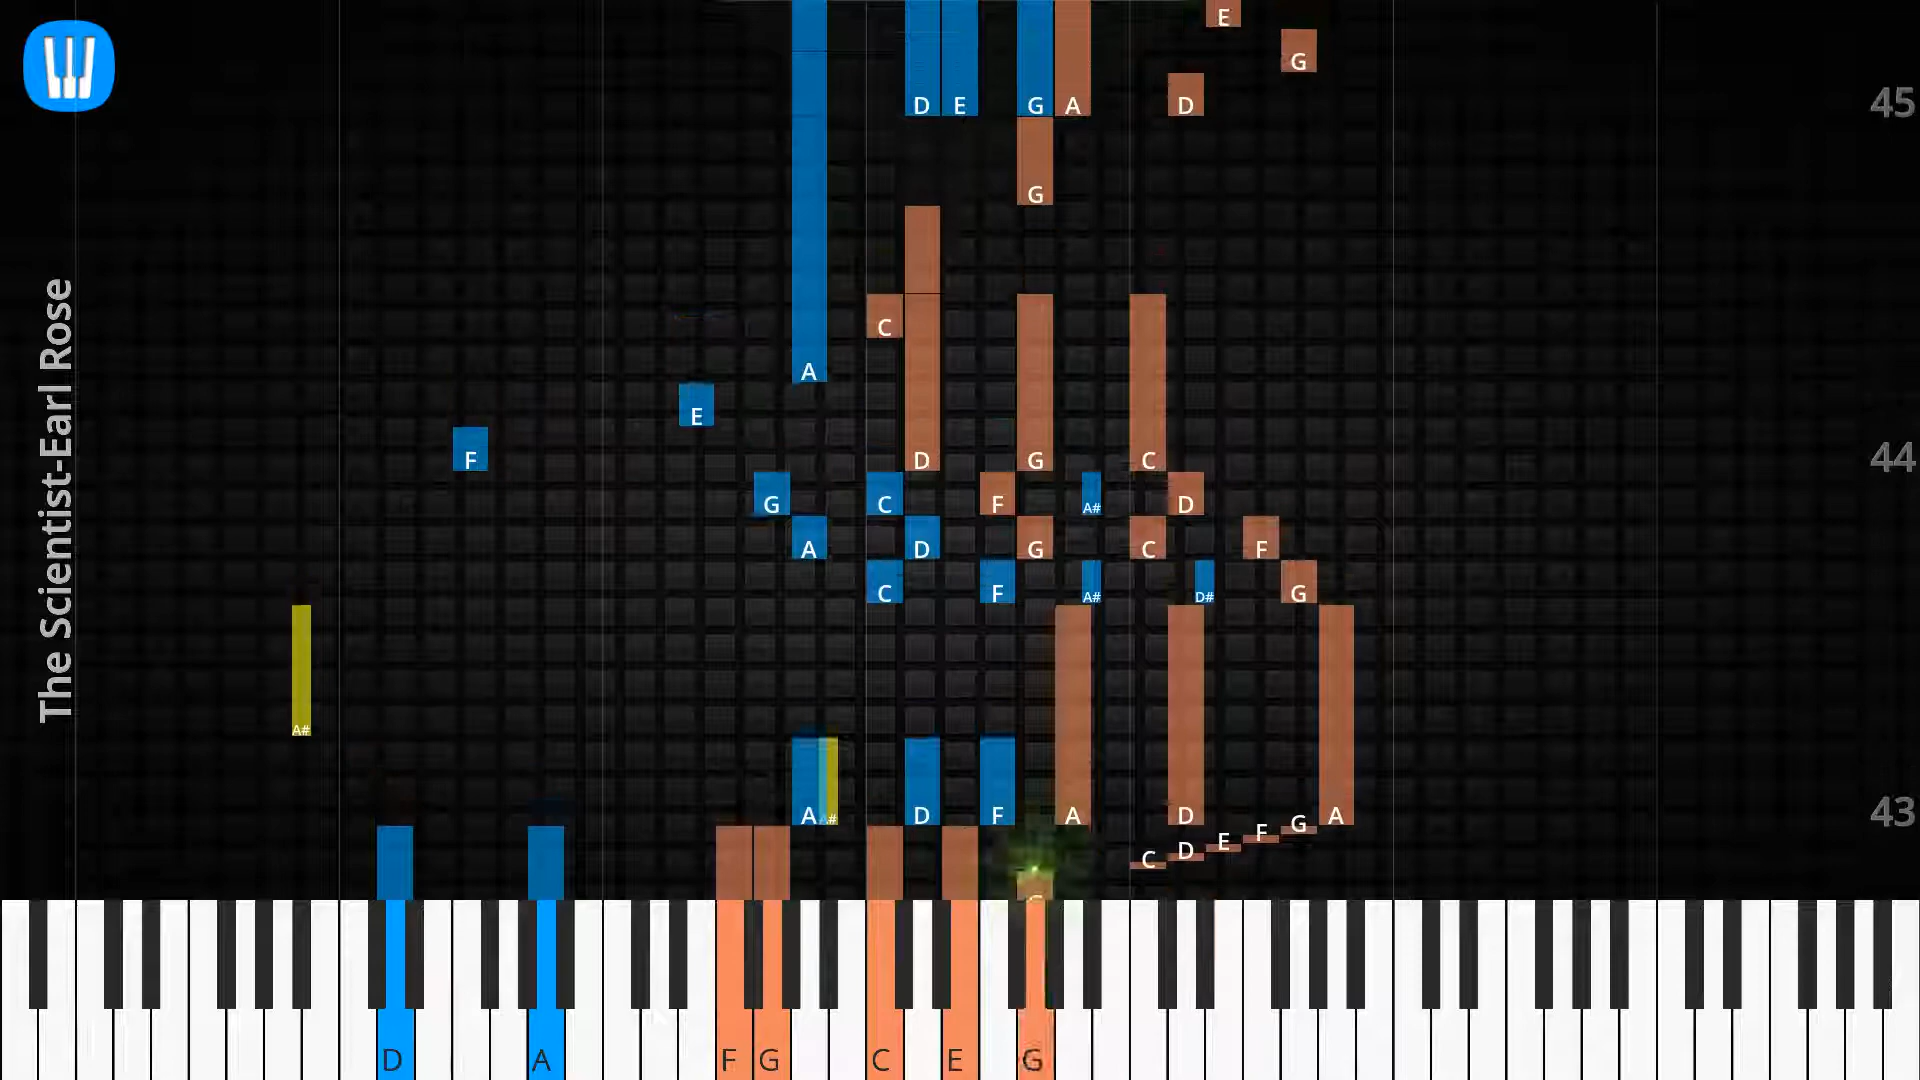 The Scientist-Earl Rose
E
G
D E G A D
45
G
C
A
E
F D G C
44
G C F A# D
A D G C F
C F A# D# G
A#
A A# D F A D A
43
G
F
E
D
C
D A F G C E G